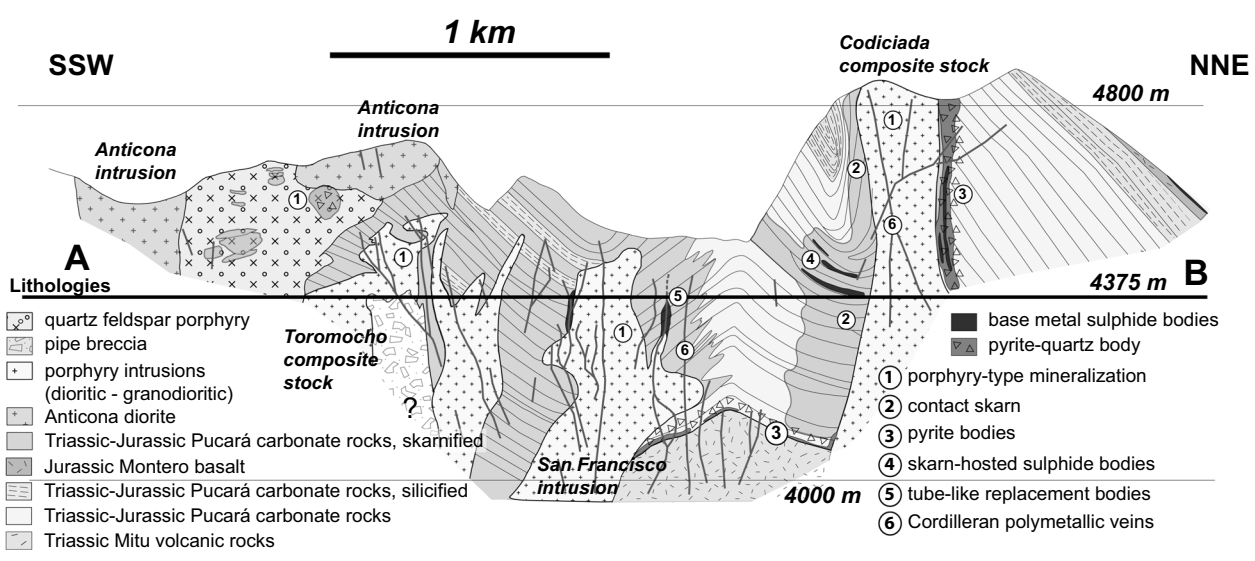 1 km
SSW
Codiciada
composite stock
NNE
4800 m
Anticona
intrusion
Anticona
intrusion
1
1
2
3
6
A
1
4
B
4375 m
Lithologies
5
quartz feldspar porphyry
pipe breccia
porphyry intrusions
(dioritic - granodioritic)
Anticona diorite
Triassic-Jurassic Pucará carbonate rocks, skarnified
Jurassic Montero basalt
Triassic-Jurassic Pucará carbonate rocks, silicified
Triassic-Jurassic Pucará carbonate rocks
Triassic Mitu volcanic rocks
Toromocho
composite
stock
?
1
6
2
3
San Francisco
intrusion
4000 m
base metal sulphide bodies
pyrite-quartz body
1 porphyry-type mineralization
2 contact skarn
3 pyrite bodies
4 skarn-hosted sulphide bodies
5 tube-like replacement bodies
6 Cordilleran polymetallic veins